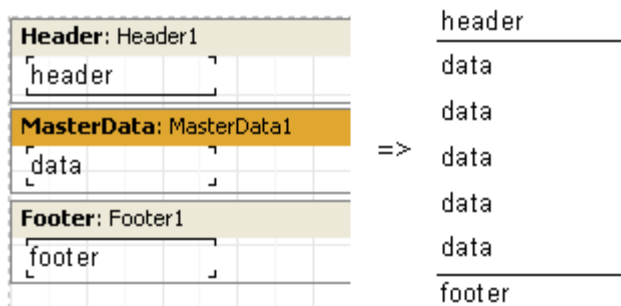 Header: Header1
header
MasterData: MasterData1
data
Footer: Footer1
footer
=>
header
data
data
data
data
data
footer